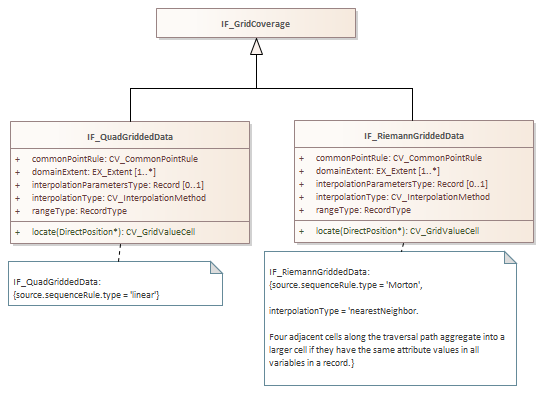 IF_GridCoverage
IF_QuadGriddedData
+ commonPointRule: CV_CommonPointRule
+ domainExtent: EX_Extent [1..*]
+ interpolationParametersType: Record [0..1]
+ interpolationType: CV_InterpolationMethod
+ rangeType: RecordType
+ locate(DirectPosition*): CV_GridValueCell
IF_RiemannGriddedData
+ commonPointRule: CV_CommonPointRule
+ domainExtent: EX_Extent [1..*]
+ interpolationParametersType: Record [0..1]
+ interpolationType: CV_InterpolationMethod
+ rangeType: RecordType
+ locate(DirectPosition*): CV_GridValueCell
IF_QuadGriddedData:
{source.sequenceRule.type = 'linear'}
IF_RiemannGriddedData:
{source.sequenceRule.type = 'Morton',
interpolationType = 'nearestNeighbor.
Four adjacent cells along the traversal path aggregate into a
larger cell if they have the same attribute values in all
variables in a record.}